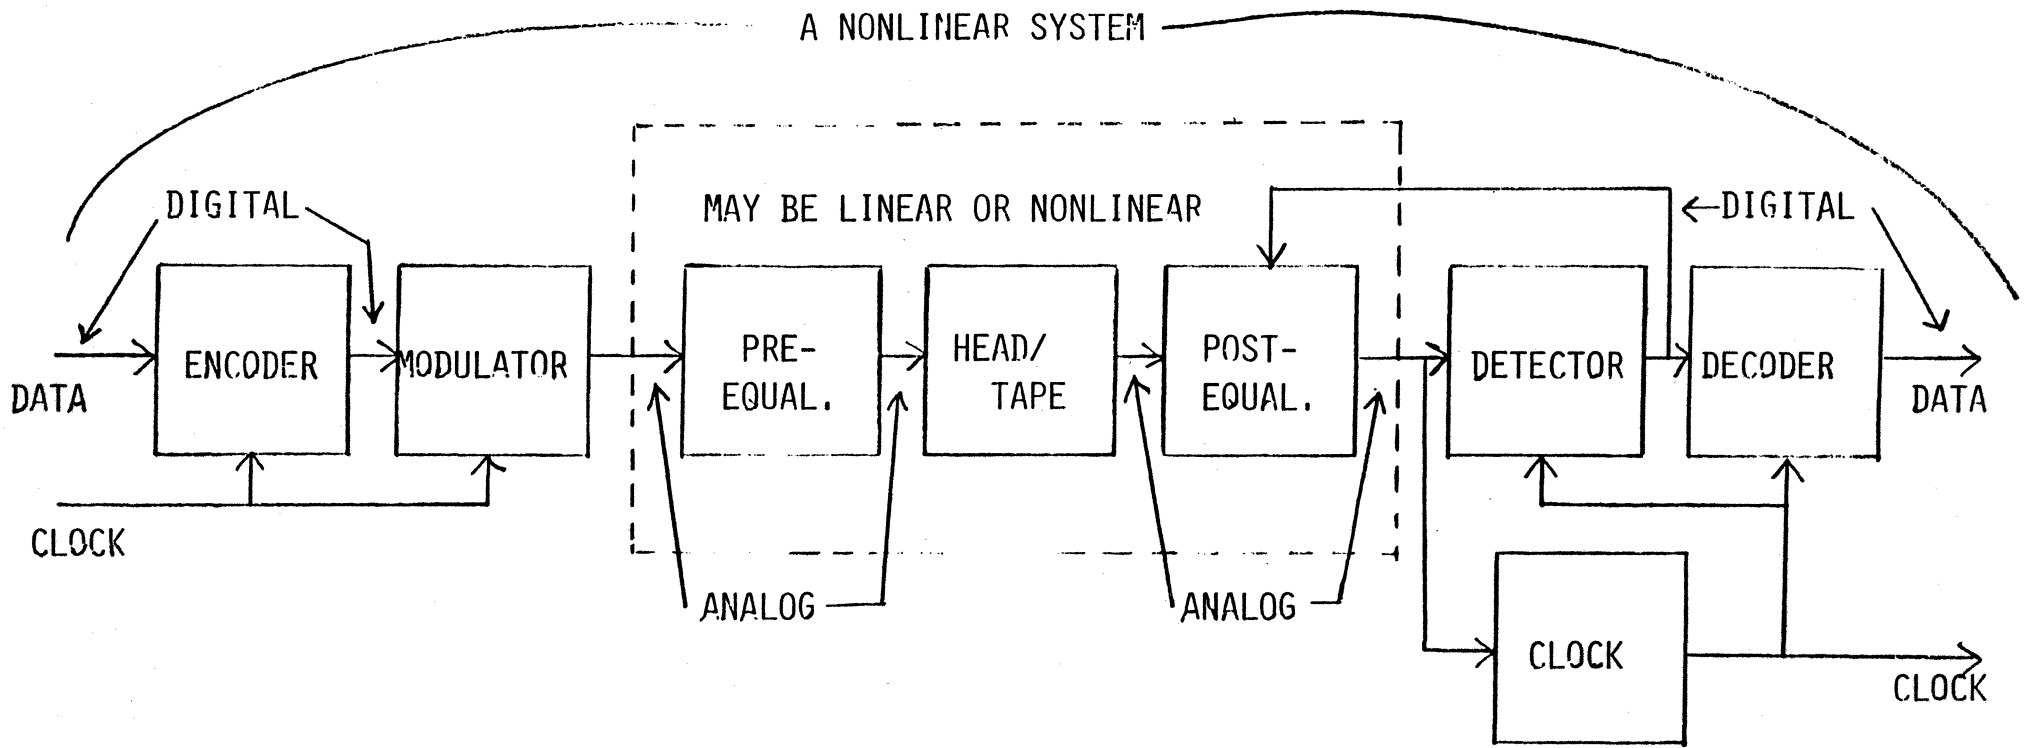 A NONLINEAR SYSTEM
MAY BE LINEAR OR NONLINEAR
DIGITAL
DIGITAL
ENCODER
MODULATOR
PRE-
EQUAL.
HEAD/
TAPE
POST-
EQUAL.
DETECTOR
DECODER
DATA
DATA
CLOCK
ANALOG
ANALOG
CLOCK
CLOCK